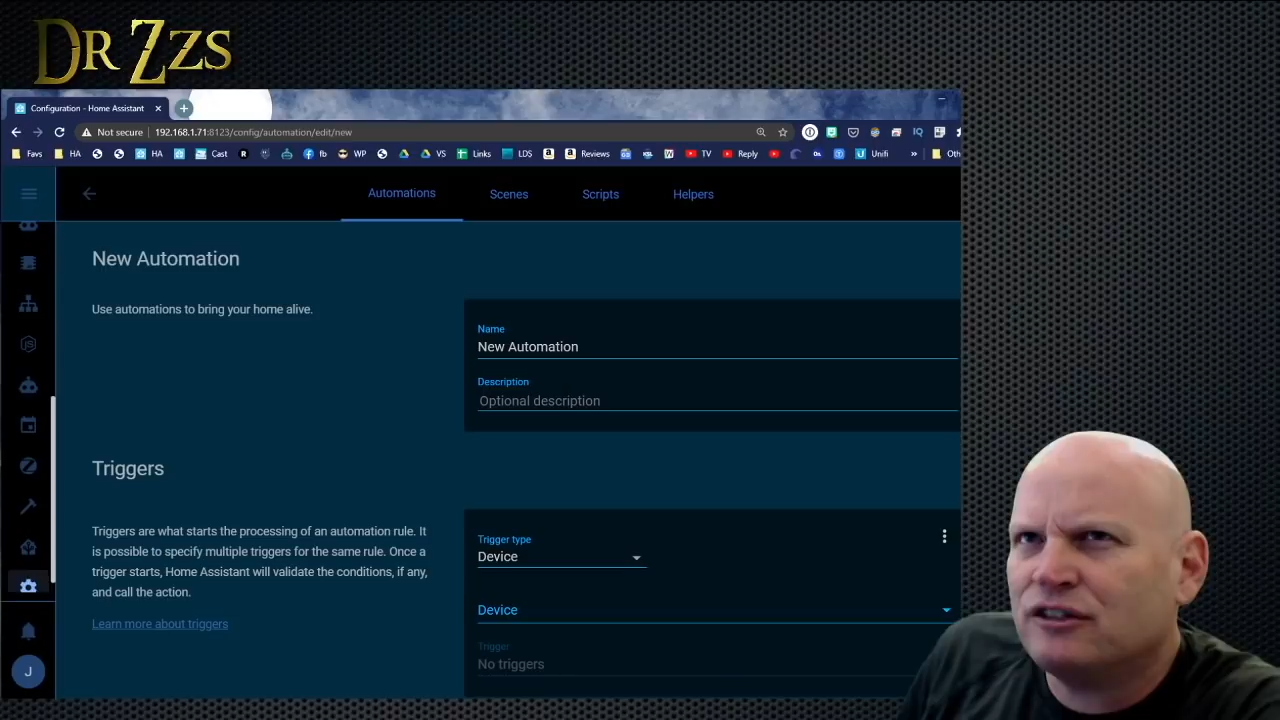 DR ZZS
Configuration - Home Assistant
Not secure
192.168.1.71:8123/config/automation/edit/new
Favs
HA
HA
Cast
fb
WP
VS
Links
LDS
Reviews
TV
Reply
Unifi
Oth
Automations
Scenes
Scripts
Helpers
New Automation
Use automations to bring your home alive.
Name
New Automation
Description
Optional description
Triggers
Triggers are what starts the processing of an automation rule. It
is possible to specify multiple triggers for the same rule. Once a
trigger starts, Home Assistant will validate the conditions, if any,
and call the action.
Learn more about triggers
Trigger type
Device
Device
Trigger
No triggers
J